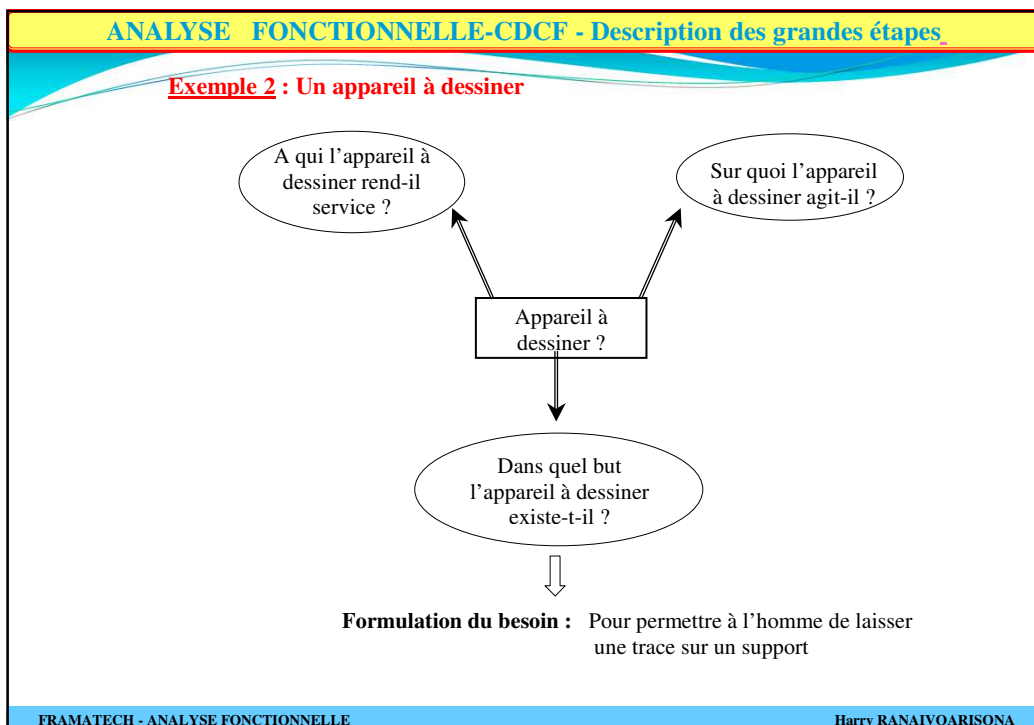 ANALYSE FONCTIONNELLE-CDCF - Description des grandes étapes
Exemple 2 : Un appareil à dessiner
A qui l'appareil à
dessiner rend-il
service ?
Sur quoi l'appareil
à dessiner agit-il ?
Appareil à
dessiner ?
Dans quel but
l'appareil à dessiner
existe-t-il ?
Formulation du besoin : Pour permettre à l'homme de laisser
une trace sur un support
FRAMATECH - ANALYSE FONCTIONNELLE
Harry RANAIVOARISONA